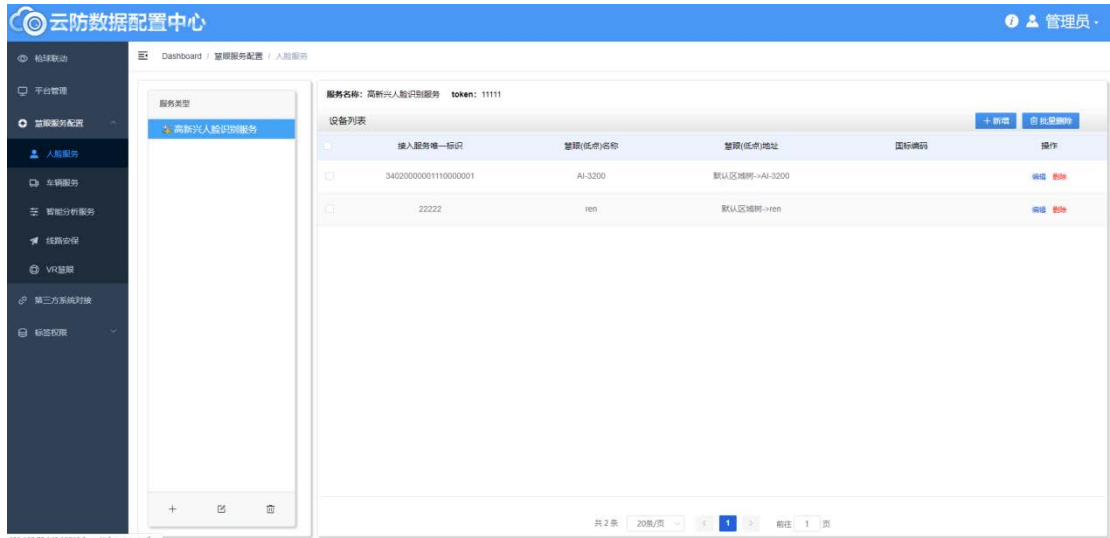 云防数据配置中心
管理员
枪球联动
Dashboard / 慧眼服务配置 / 人脸服务
平台管理
慧眼服务配置
人脸服务
车辆服务
智能分析服务
线路安保
VR慧眼
第三方系统对接
标签权限
服务类型
高新兴人脸识别服务
服务名称: 高新兴人脸识别服务 token: 11111
设备列表
+ 新增 批量删除
接入服务唯一标识 慧眼(低点)名称 慧眼(低点)地址 国标编码 操作
34020000001110000001 AI-3200 默认区域树->AI-3200 编辑 删除
22222 ren 默认区域树->ren 编辑 删除
共 2 条 20条/页 < 1 > 前往 1 页